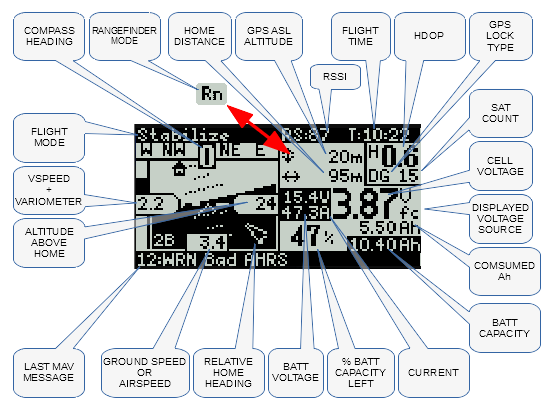 COMPASS
HEADING
RANGEFINDER
MODE
HOME
DISTANCE
GPS ASL
ALTITUDE
FLIGHT
TIME
HDOP
GPS
LOCK
TYPE
RSSI
Rn
SAT
COUNT
FLIGHT
MODE
Stabilize RS:87 T:10:22
W NW NE E
20m
H0.6
95m
DG 15
CELL
VOLTAGE
VSPEED +
VARIOMETER
2.2
24
15.4V
47.3A
3.87V
fc
DISPLAYED
VOLTAGE
SOURCE
ALTITUDE
ABOVE
HOME
2B
3.4
47%
5.50Ah
10.40Ah
12:WRN Bad AHRS
COMSUMED
Ah
BATT
CAPACITY
LAST MAV
MESSAGE
GROUND SPEED
OR
AIRSPEED
RELATIVE
HOME
HEADING
BATT
VOLTAGE
% BATT
CAPACITY
LEFT
CURRENT